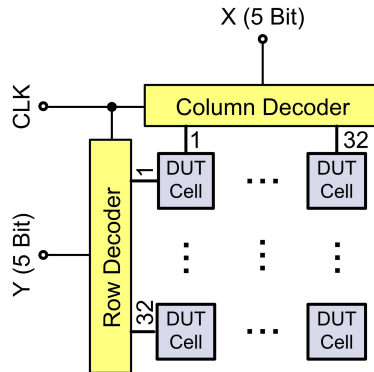 X (5 Bit)
CLK
Column Decoder
1
32
1
DUT
Cell
DUT
Cell
Row Decoder
Y (5 Bit)
32
DUT
Cell
DUT
Cell